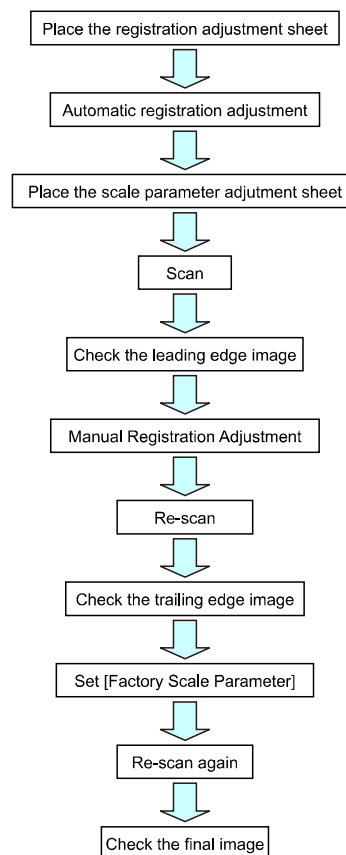 Place the registration adjustment sheet
Automatic registration adjustment
Place the scale parameter adjutment sheet
Scan
Check the leading edge image
Manual Registration Adjustment
Re-scan
Check the trailing edge image
Set [Factory Scale Parameter]
Re-scan again
Check the final image